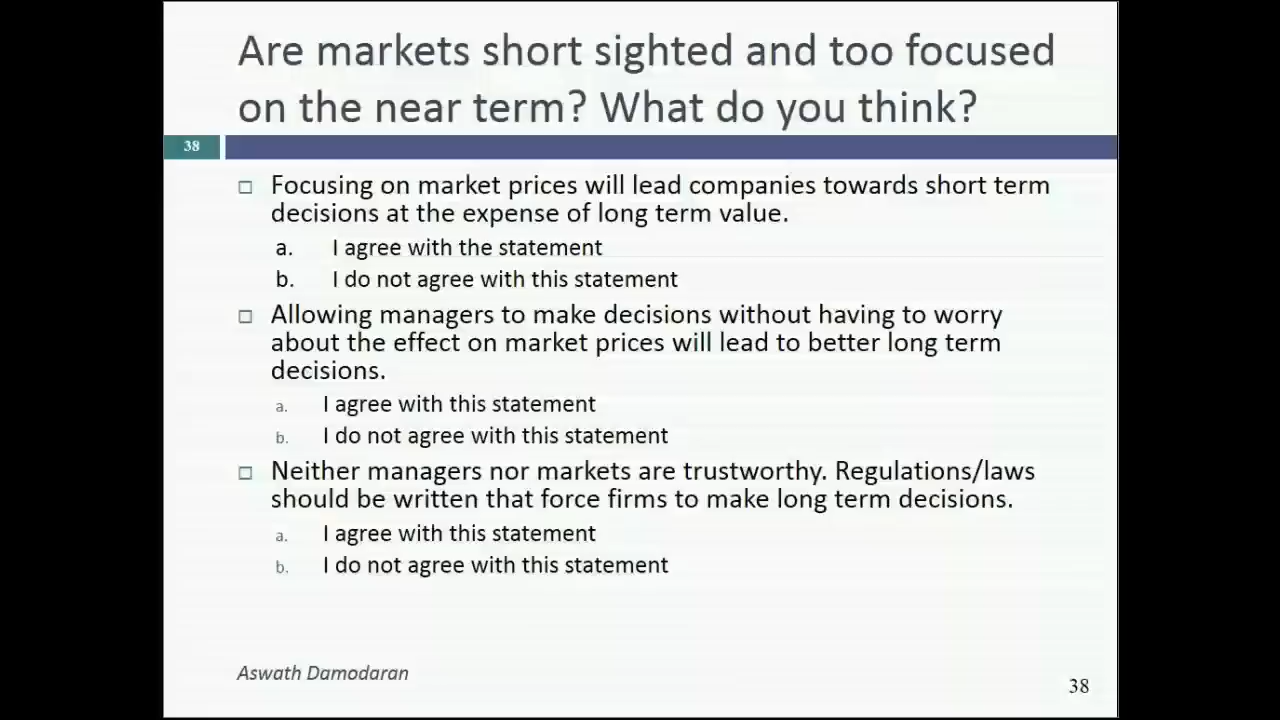 Are markets short sighted and too focused
on the near term? What do you think?
38
Focusing on market prices will lead companies towards short term
decisions at the expense of long term value.
a. I agree with the statement
b. I do not agree with this statement
Allowing managers to make decisions without having to worry
about the effect on market prices will lead to better long term
decisions.
a. I agree with this statement
b. I do not agree with this statement
Neither managers nor markets are trustworthy. Regulations/laws
should be written that force firms to make long term decisions.
a. I agree with this statement
b. I do not agree with this statement
Aswath Damodaran
38